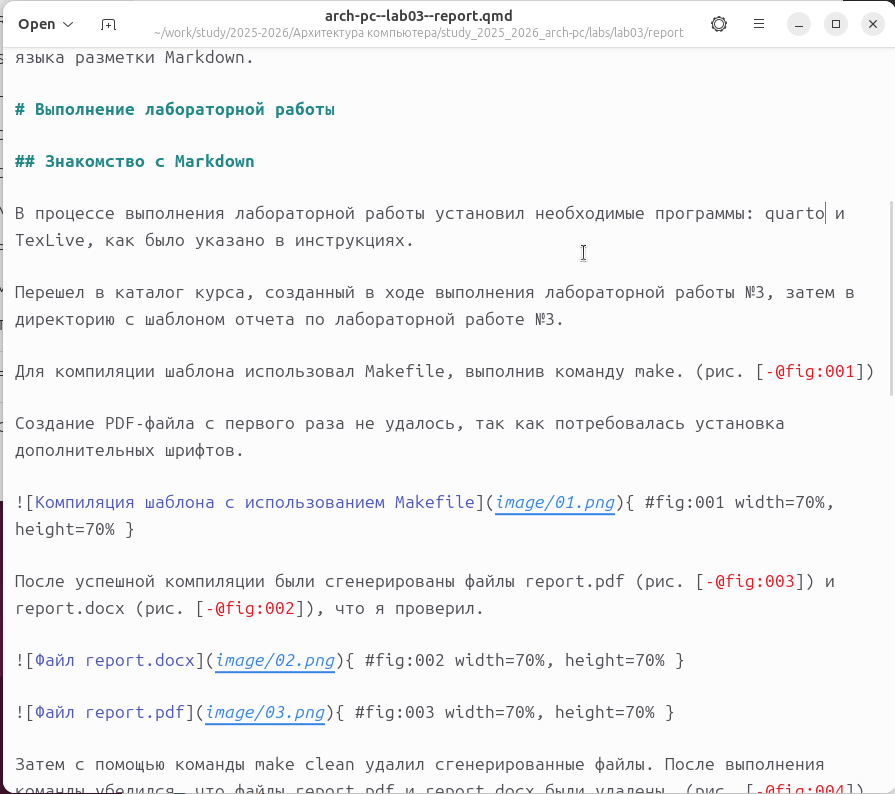 Open
arch-pc--lab03--report.qmd
~/work/study/2025-2026/Архитектура компьютера/study_2025_2026_arch-pc/labs/lab03/report
языка разметки Markdown.
# Выполнение лабораторной работы
## Знакомство с Markdown
В процессе выполнения лабораторной работы установил необходимые программы: quarto и
TexLive, как было указано в инструкциях.
Перешел в каталог курса, созданный в ходе выполнения лабораторной работы №3, затем в
директорию с шаблоном отчета по лабораторной работе №3.
Для компиляции шаблона использовал Makefile, выполнив команду make. (рис. [-@fig:001])
Создание PDF-файла с первого раза не удалось, так как потребовалась установка
дополнительных шрифтов.
![Компиляция шаблона с использованием Makefile](image/01.png){ #fig:001 width=70%,
height=70% }
После успешной компиляции были сгенерированы файлы report.pdf (рис. [-@fig:003]) и
report.docx (рис. [-@fig:002]), что я проверил.
![Файл report.docx](image/02.png){ #fig:002 width=70%, height=70% }
![Файл report.pdf](image/03.png){ #fig:003 width=70%, height=70% }
Затем с помощью команды make clean удалил сгенерированные файлы. После выполнения
команды убедился, что файлы report.pdf и report.docx были удалены. (рис. [-@fig:004])